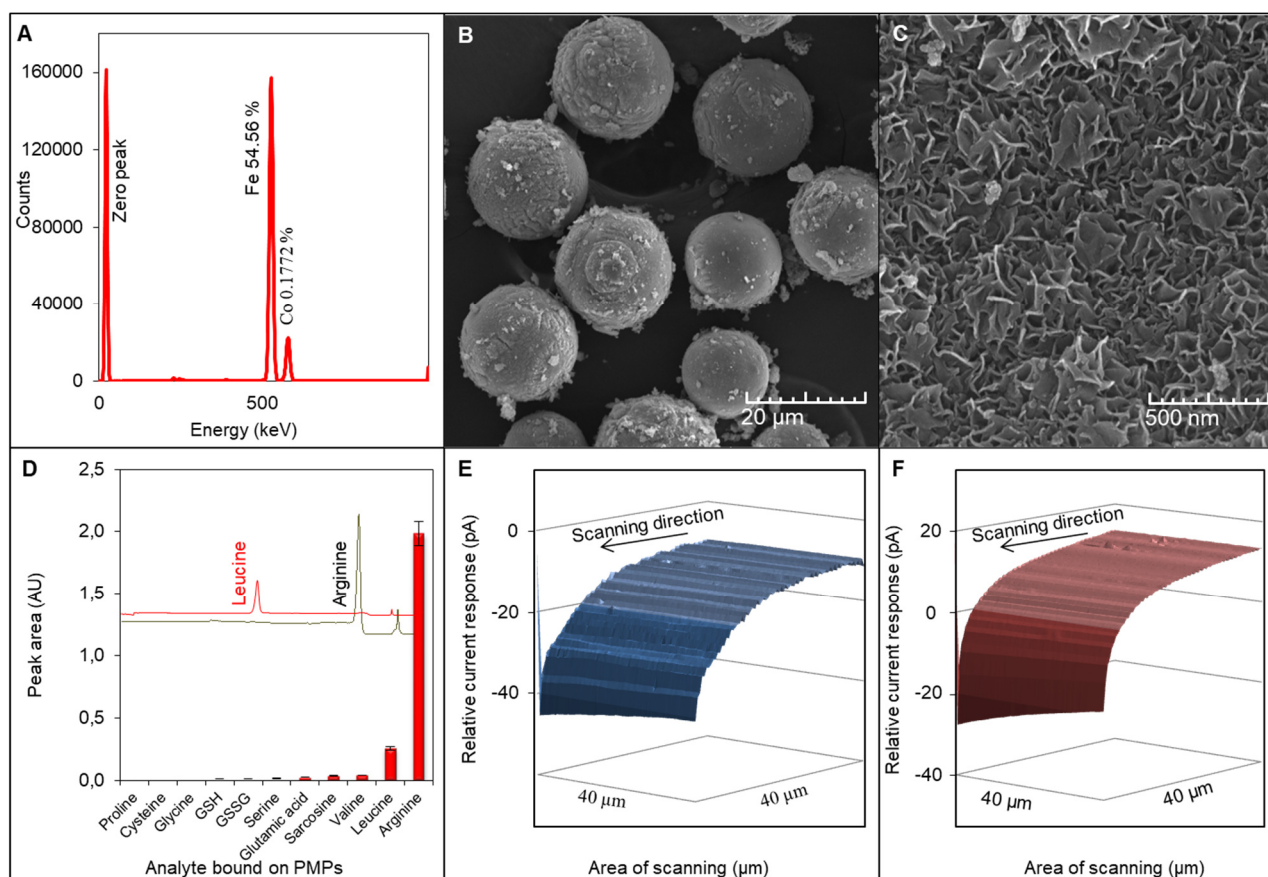 A
160000
120000
80000
40000
0
Counts
Zero peak
Fe 54.56 %
Co 0.1772 %
0
500
Energy (keV)
B
20 µm
C
500 nm
D
2,5
2,0
1,5
1,0
0,5
0,0
Peak area (AU)
Leucine
Arginine
Proline
Cysteine
Glycine
GSH
GSSG
Serine
Glutamic acid
Sarcosine
Valine
Leucine
Arginine
Analyte bound on PMPs
E
0
-20
-40
Relative current response (pA)
Scanning direction
40 µm
40 µm
Area of scanning (µm)
F
20
0
-20
-40
Relative current response (pA)
Scanning direction
40 µm
40 µm
Area of scanning (µm)